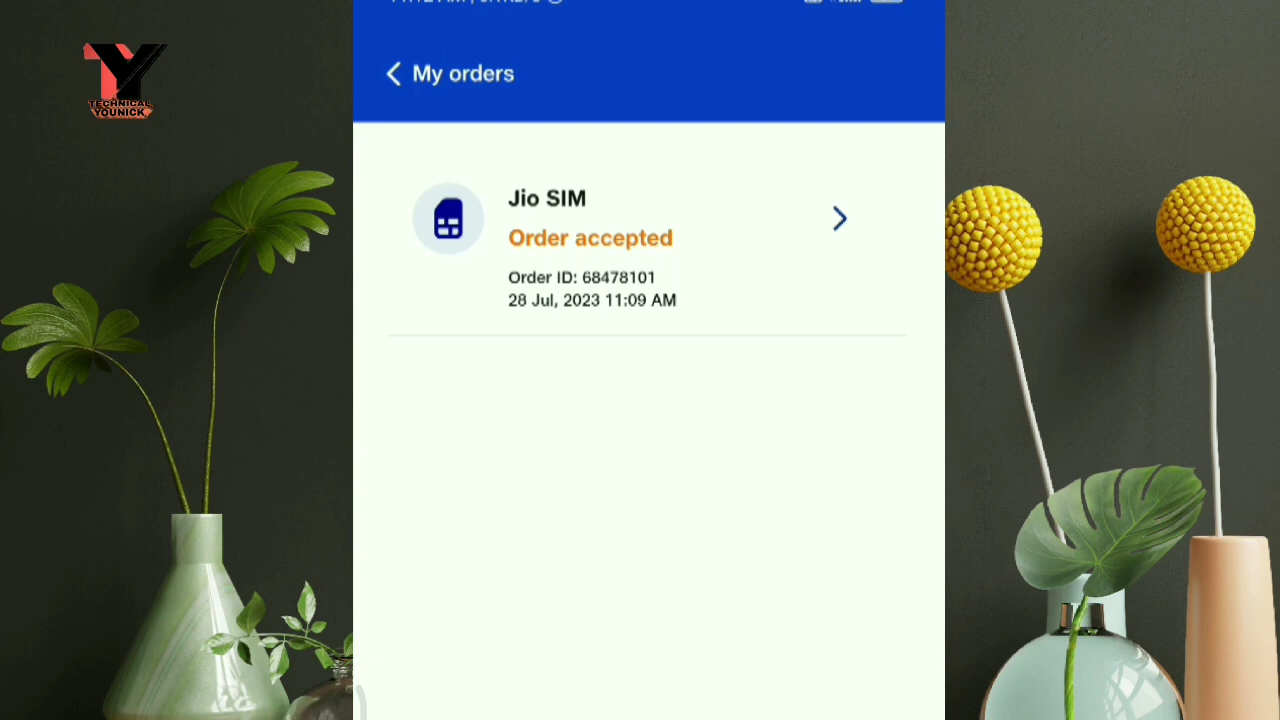 TECHNICAL
YOUNICK
My orders
Jio SIM
Order accepted
Order ID: 68478101
28 Jul, 2023 11:09 AM